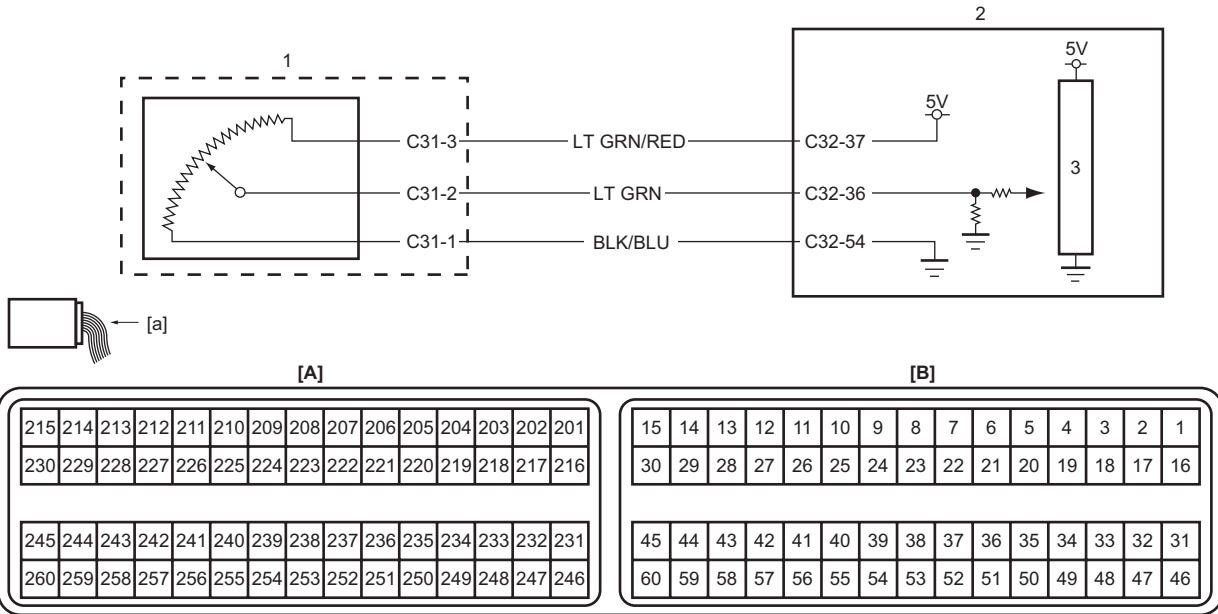 2
1
5V
5V
C31-3 LT GRN/RED C32-37
3
C31-2 LT GRN C32-36
C31-1 BLK/BLU C32-54
[a]
[A] [B]
215 214 213 212 211 210 209 208 207 206 205 204 203 202 201 15 14 13 12 11 10 9 8 7 6 5 4 3 2 1
230 229 228 227 226 225 224 223 222 221 220 219 218 217 216 30 29 28 27 26 25 24 23 22 21 20 19 18 17 16
245 244 243 242 241 240 239 238 237 236 235 234 233 232 231 45 44 43 42 41 40 39 38 37 36 35 34 33 32 31
260 259 258 257 256 255 254 253 252 251 250 249 248 247 246 60 59 58 57 56 55 54 53 52 51 50 49 48 47 46